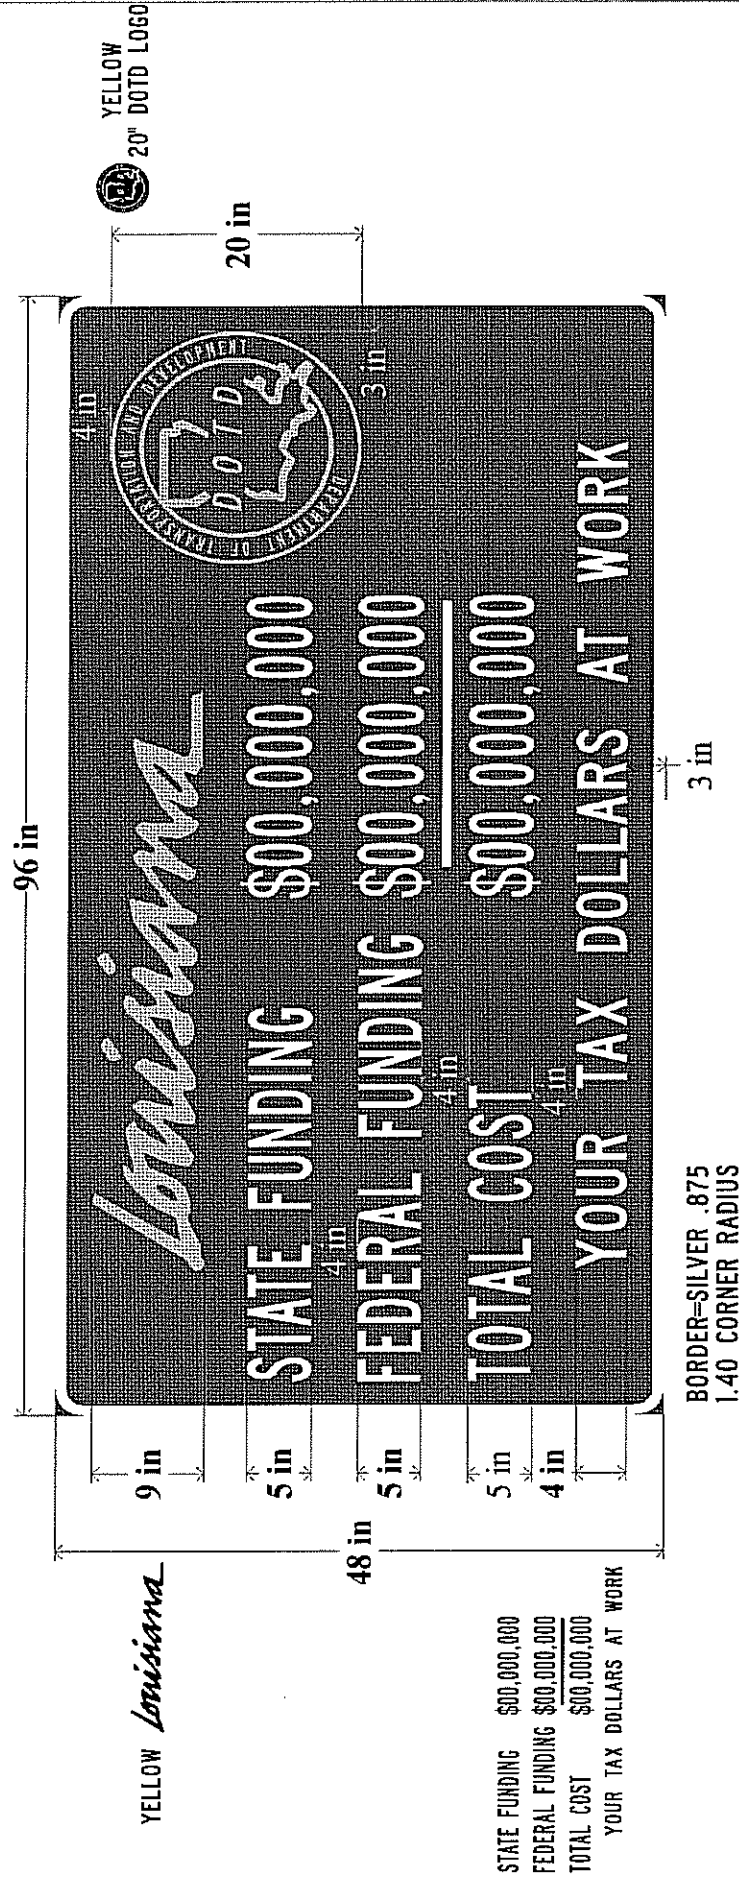 YELLOW Louisiana
YELLOW
20" DOTD LOGO
96 in
48 in
9 in
5 in
5 in
5 in
4 in
20 in
4 in
3 in
Louisiana
DEPARTMENT OF TRANSPORTATION AND DEVELOPMENT
DOTD
STATE FUNDING $00,000,000
4 in
FEDERAL FUNDING $00,000,000
4 in
TOTAL COST $00,000,000
4 in
YOUR TAX DOLLARS AT WORK
3 in
STATE FUNDING $00,000,000
FEDERAL FUNDING $00,000,000
TOTAL COST $00,000,000
YOUR TAX DOLLARS AT WORK
BORDER=SILVER .875
1.40 CORNER RADIUS